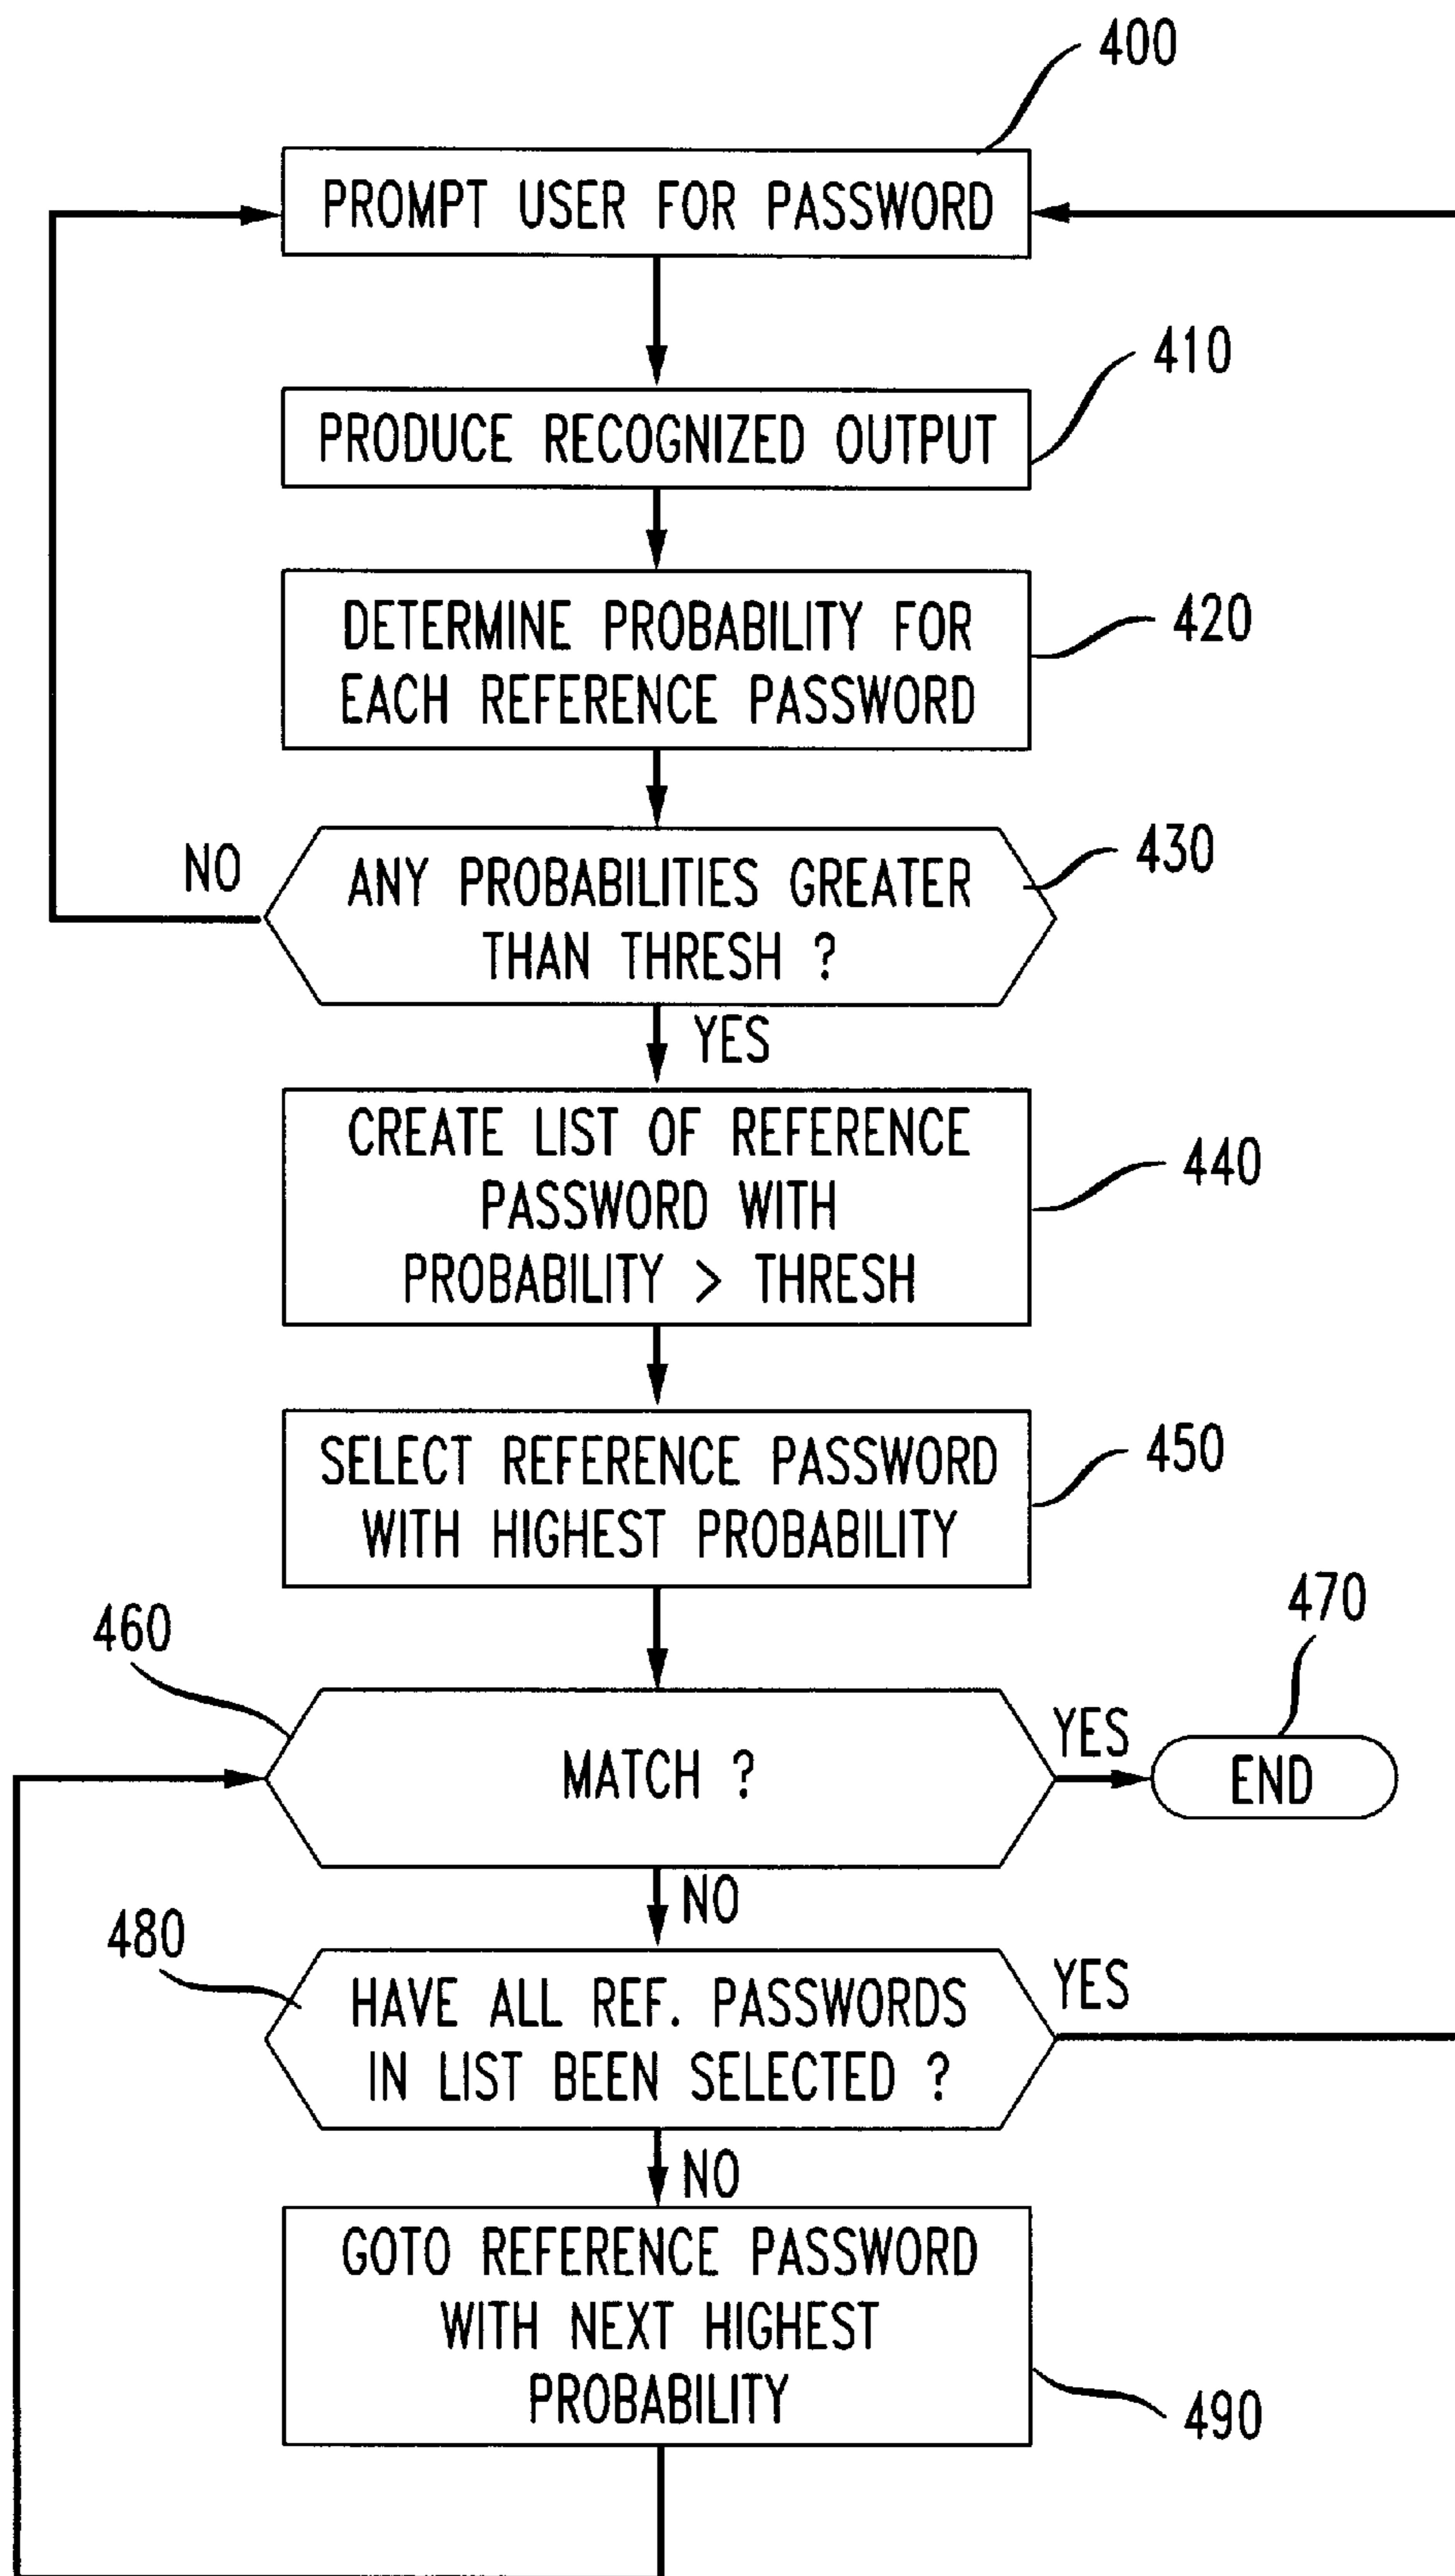 400
PROMPT USER FOR PASSWORD
410
PRODUCE RECOGNIZED OUTPUT
420
DETERMINE PROBABILITY FOR
EACH REFERENCE PASSWORD
430
NO
ANY PROBABILITIES GREATER
THAN THRESH ?
YES
CREATE LIST OF REFERENCE
PASSWORD WITH
PROBABILITY > THRESH
440
SELECT REFERENCE PASSWORD
WITH HIGHEST PROBABILITY
450
460
470
MATCH ?
YES
END
NO
480
HAVE ALL REF. PASSWORDS
IN LIST BEEN SELECTED ?
YES
NO
GOTO REFERENCE PASSWORD
WITH NEXT HIGHEST
PROBABILITY
490